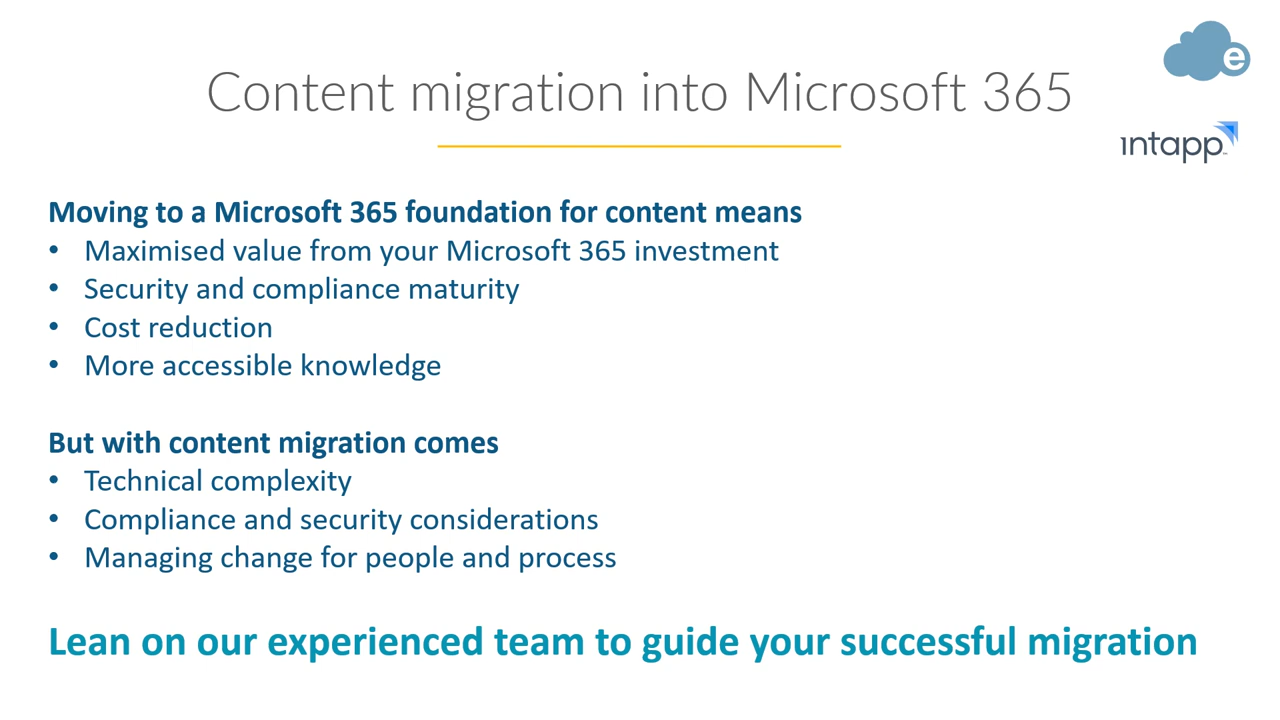 Content migration into Microsoft 365
e
intapp
Moving to a Microsoft 365 foundation for content means
• Maximised value from your Microsoft 365 investment
• Security and compliance maturity
• Cost reduction
• More accessible knowledge
But with content migration comes
• Technical complexity
• Compliance and security considerations
• Managing change for people and process
Lean on our experienced team to guide your successful migration